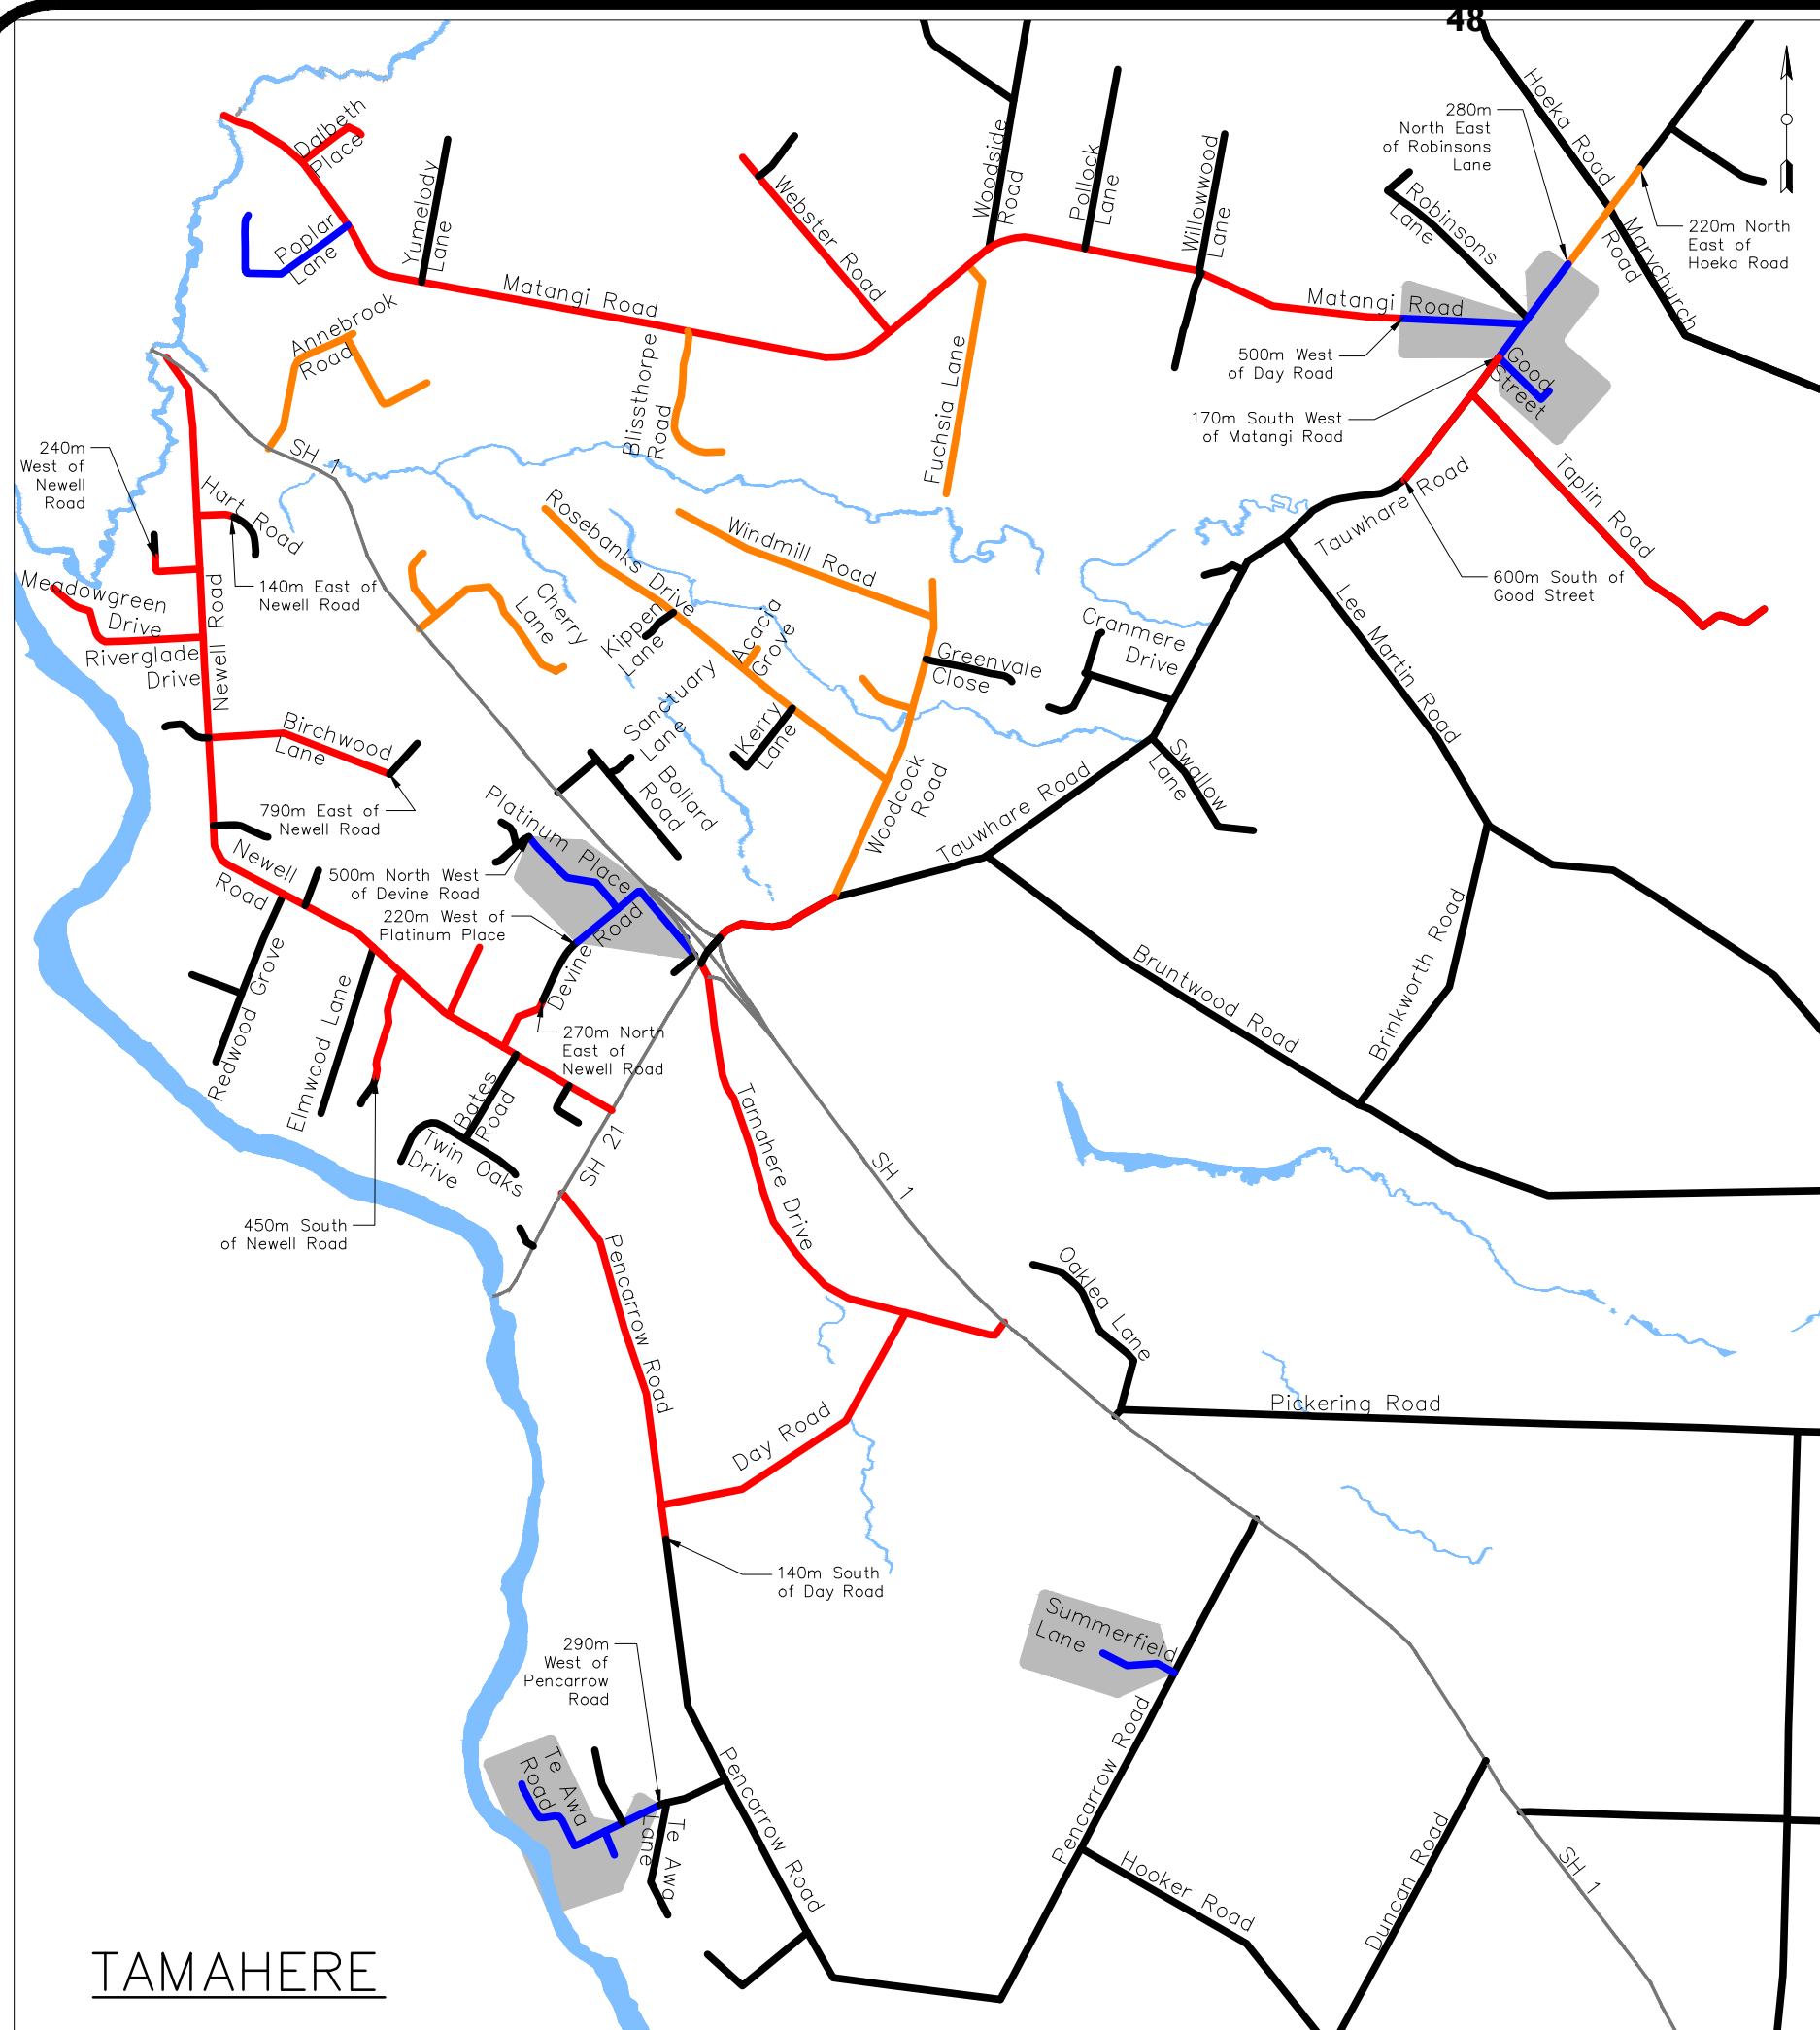 48
Dalbeth
Place
Poplar
Lane
Yumelody
Lane
Webster Road
Woodside
Road
Pollock
Lane
Willowwood
Lane
280m
North East
of Robinsons
Lane
Hoeka Road
Robinsons
Lane
Marychurch
Road
220m North
East of
Hoeka Road
Matangi Road
Matangi Road
Annebrook
Road
Blissthorpe
Road
Fuchsia Lane
500m West
of Day Road
Good
Street
170m South West
of Matangi Road
240m
West of
Newell
Road
SH 1
Hart Road
140m East of
Newell Road
Meadowgreen
Drive
Riverglade
Drive
Newell Road
Rosebanks Drive
Windmill Road
Cherry
Lane
Kippen
Lane
Acacia
Grove
Sanctuary
Lane
Kerry
Lane
Greenvale
Close
Cranmere
Drive
Tauwhare Road
Taplin Road
600m South of
Good Street
Lee Martin Road
Birchwood
Lane
790m East of
Newell Road
Bollard
Road
Platinum Place
Woodcock
Road
Tauwhare Road
Swallow
Lane
Newell
Road
500m North West
of Devine Road
220m West of
Platinum Place
Devine Road
Redwood Grove
Elmwood Lane
270m North
East of
Newell Road
Bates
Road
Twin Oaks
Drive
450m South
of Newell Road
SH 21
Tamahere Drive
SH 1
Bruntwood Road
Brinkworth Road
Pencarrow Road
Oaklea Lane
Day Road
Pickering Road
140m South
of Day Road
Summerfield
Lane
290m
West of
Pencarrow
Road
Te Awa
Road
Te Awa
Lane
Pencarrow Road
Pencarrow Road
Hooker Road
Duncan Road
SH 1
TAMAHERE